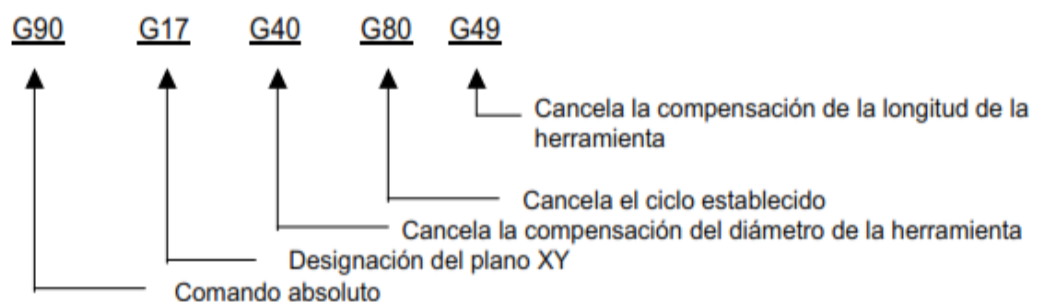 G90 G17 G40 G80 G49
Cancela la compensación de la longitud de la
herramienta
Cancela el ciclo establecido
Cancela la compensación del diámetro de la herramienta
Designación del plano XY
Comando absoluto